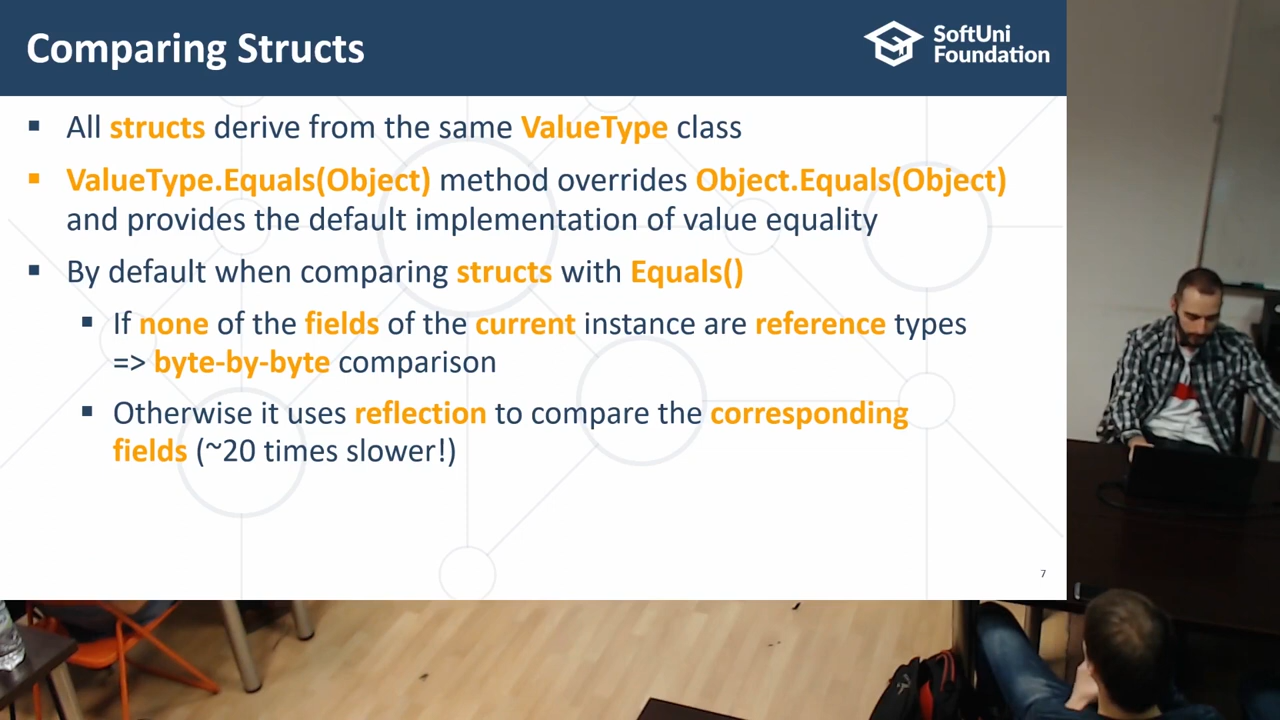 Comparing Structs
SoftUni
Foundation
▪ All structs derive from the same ValueType class
▪ ValueType.Equals(Object) method overrides Object.Equals(Object)
and provides the default implementation of value equality
▪ By default when comparing structs with Equals()
▪ If none of the fields of the current instance are reference types
=> byte-by-byte comparison
▪ Otherwise it uses reflection to compare the corresponding
fields (~20 times slower!)
7